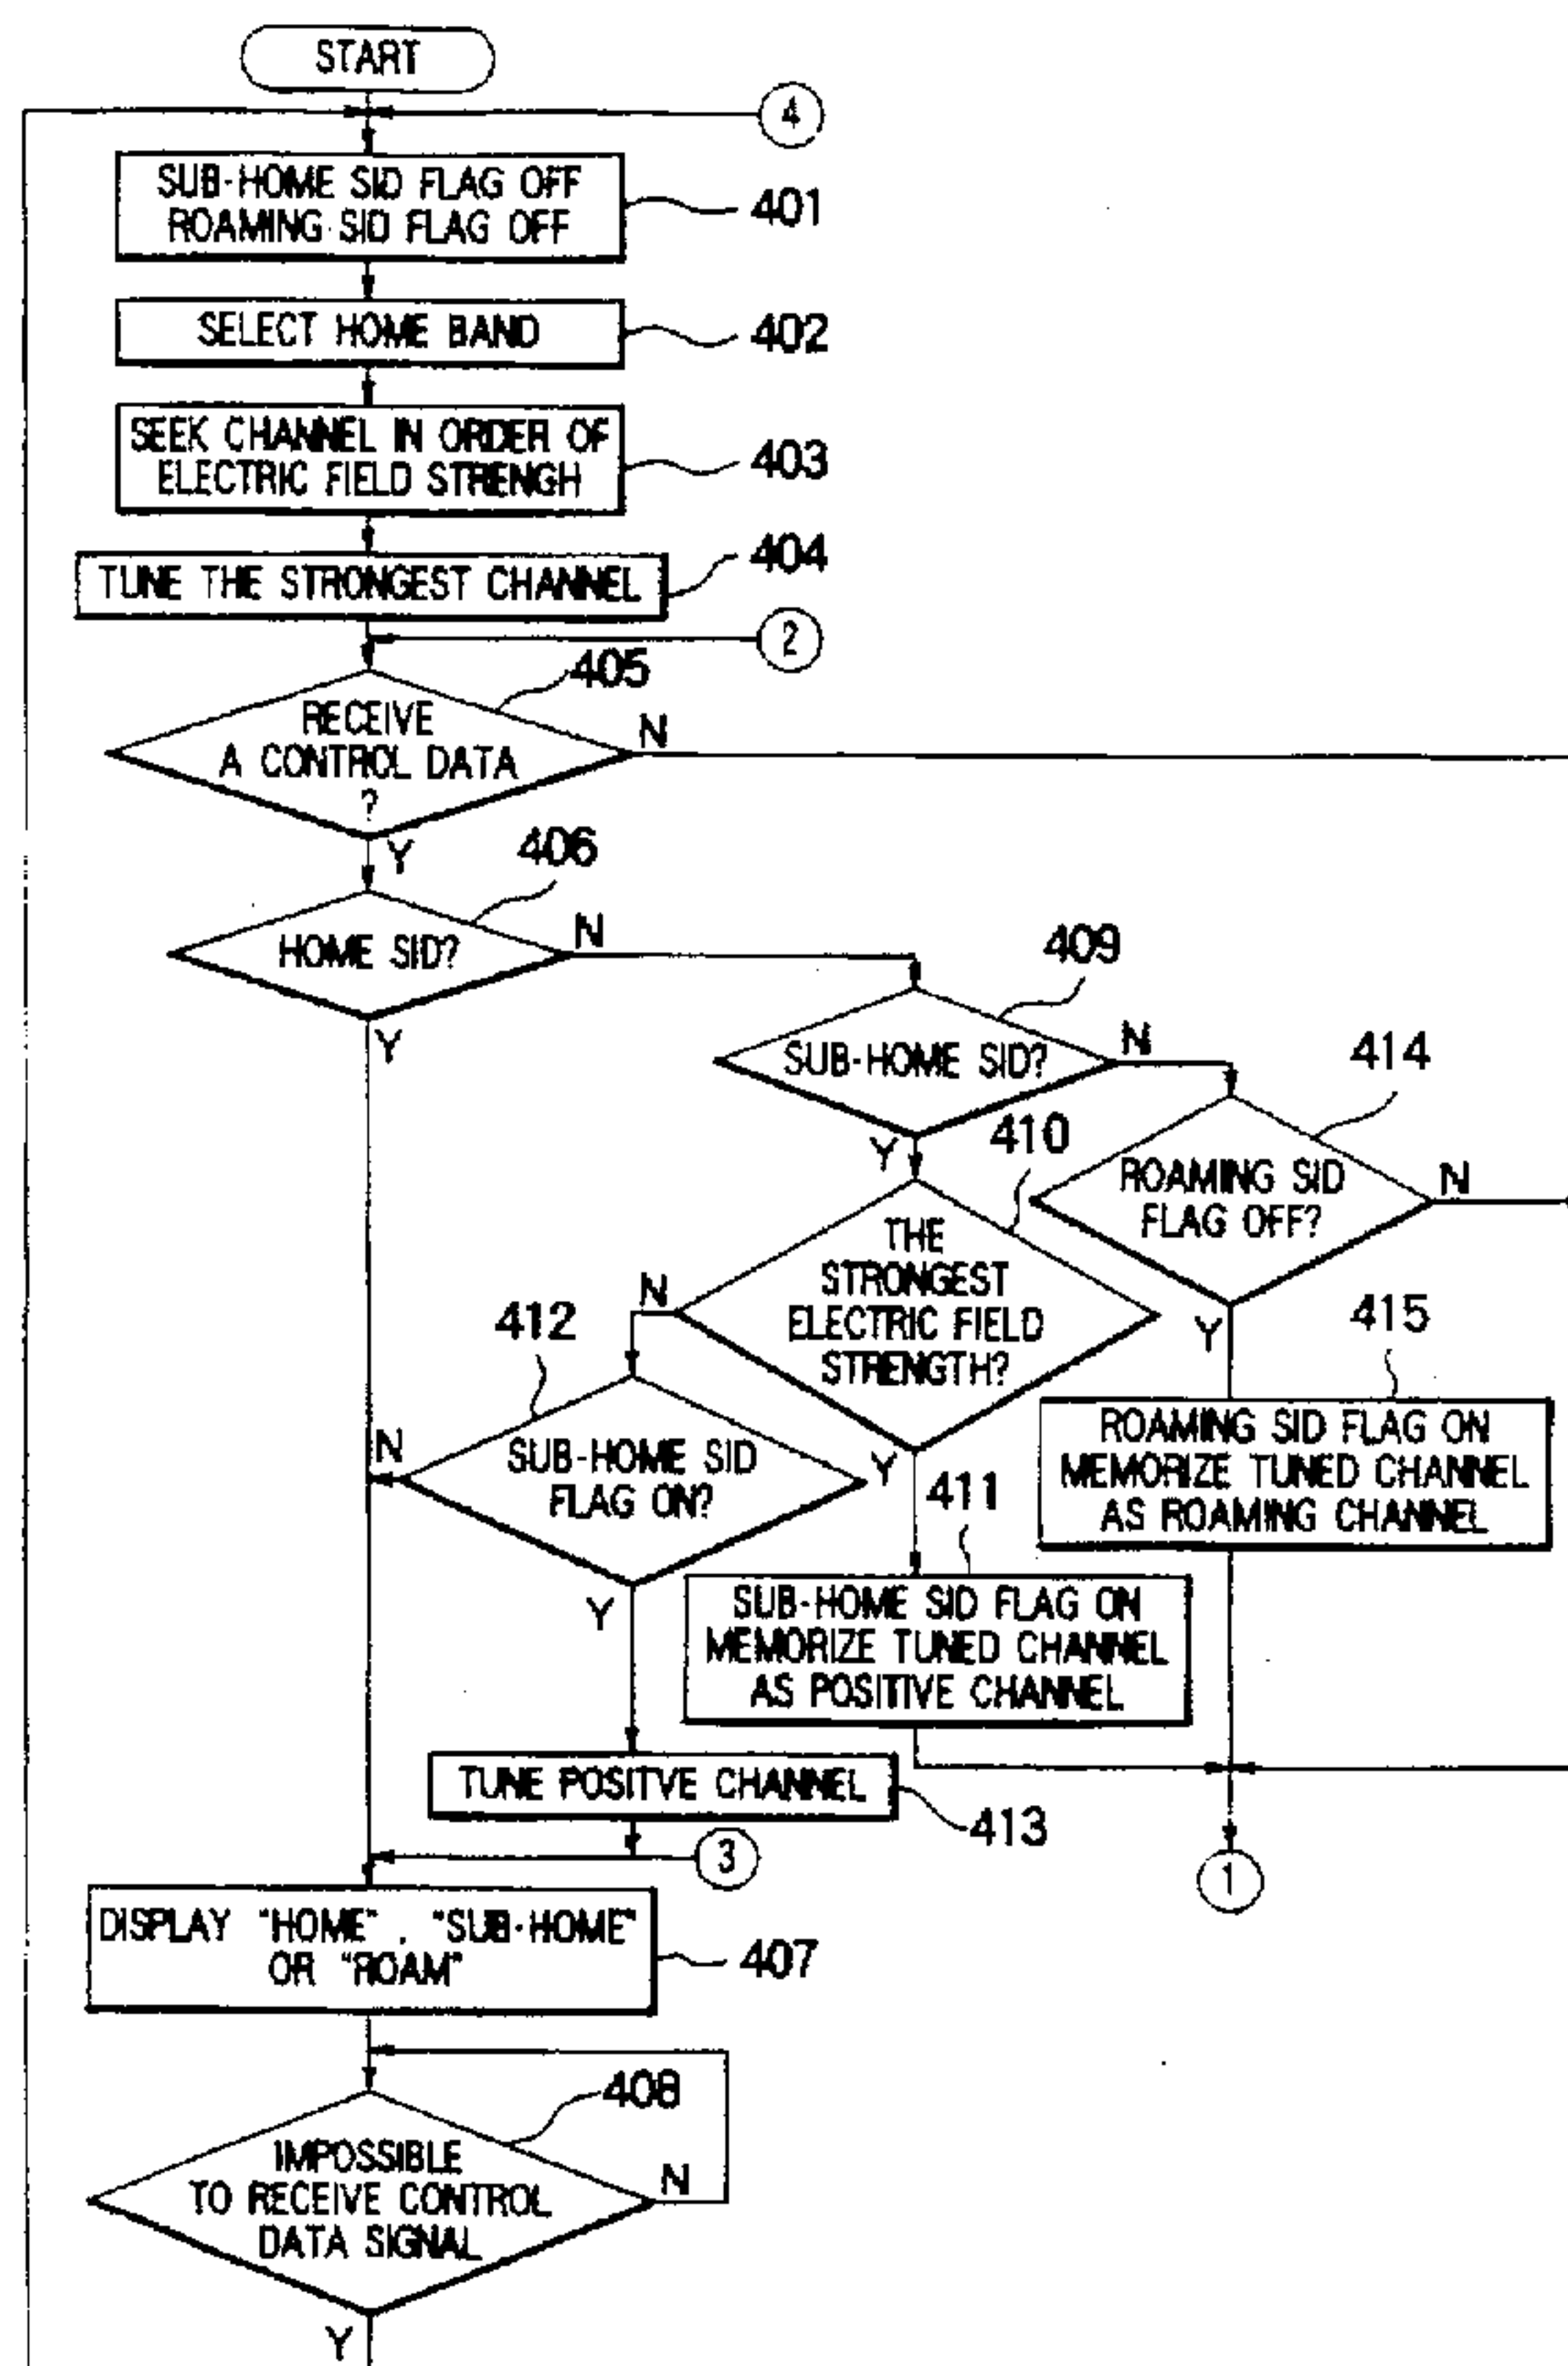 START
4
SUB-HOME SID FLAG OFF
ROAMING SID FLAG OFF
401
SELECT HOME BAND
402
SEEK CHANNEL IN ORDER OF
ELECTRIC FIELD STRENGH
403
TUNE THE STRONGEST CHANNEL
404
2
405
RECEIVE
A CONTROL DATA
?
N
Y
406
HOME SID?
N
Y
409
SUB-HOME SID?
N
Y
414
ROAMING SID
FLAG OFF?
N
Y
410
THE
STRONGEST
ELECTRIC FIELD
STRENGTH?
N
Y
412
SUB-HOME SID
FLAG ON?
N
Y
415
ROAMING SID FLAG ON
MEMORIZE TUNED CHANNEL
AS ROAMING CHANNEL
411
SUB-HOME SID FLAG ON
MEMORIZE TUNED CHANNEL
AS POSITIVE CHANNEL
TUNE POSITVE CHANNEL
413
3
1
DISPLAY "HOME", "SUB-HOME"
OR "ROAM"
407
408
IMPOSSIBLE
TO RECEIVE CONTROL
DATA SIGNAL
N
Y